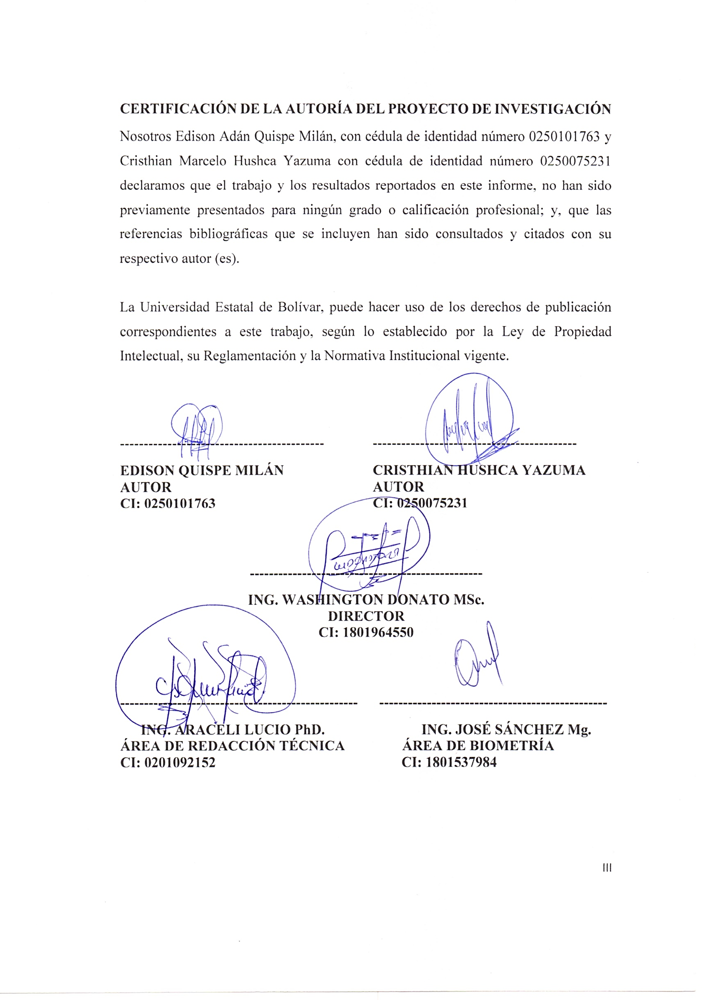 CERTIFICACIÓN DE LA AUTORÍA DEL PROYECTO DE INVESTIGACIÓN
Nosotros Edison Adán Quispe Milán, con cédula de identidad número 0250101763 y
Cristhian Marcelo Hushca Yazuma con cédula de identidad número 0250075231
declaramos que el trabajo y los resultados reportados en este informe, no han sido
previamente presentados para ningún grado o calificación profesional; y, que las
referencias bibliográficas que se incluyen han sido consultados y citados con su
respectivo autor (es).
La Universidad Estatal de Bolívar, puede hacer uso de los derechos de publicación
correspondientes a este trabajo, según lo establecido por la Ley de Propiedad
Intelectual, su Reglamentación y la Normativa Institucional vigente.
EDISON QUISPE MILÁN
AUTOR
CI: 0250101763
CRISTHIAN HUSHCA YAZUMA
AUTOR
CI: 0250075231
ING. WASHINGTON DONATO MSc.
DIRECTOR
CI: 1801964550
ING. ARACELI LUCIO PhD.
ÁREA DE REDACCIÓN TÉCNICA
CI: 0201092152
ING. JOSÉ SÁNCHEZ Mg.
ÁREA DE BIOMETRÍA
CI: 1801537984
III